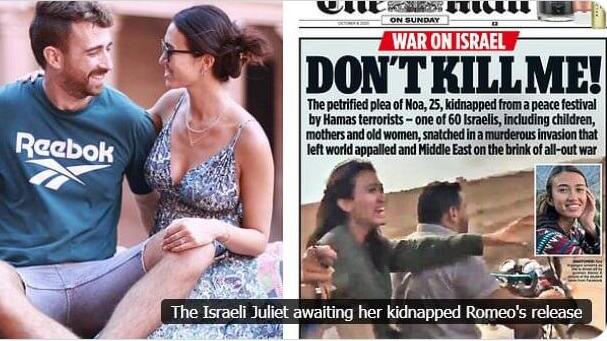 Reebok
The Mail
OCTOBER 8, 2023
ON SUNDAY
WAR ON ISRAEL
DON'T KILL ME!
The petrified plea of Noa, 25, kidnapped from a peace festival
by Hamas terrorists – one of 60 Israelis, including children,
mothers and old women, snatched in a murderous invasion that
left world appalled and Middle East on the brink of all-out war
The Israeli Juliet awaiting her kidnapped Romeo's release